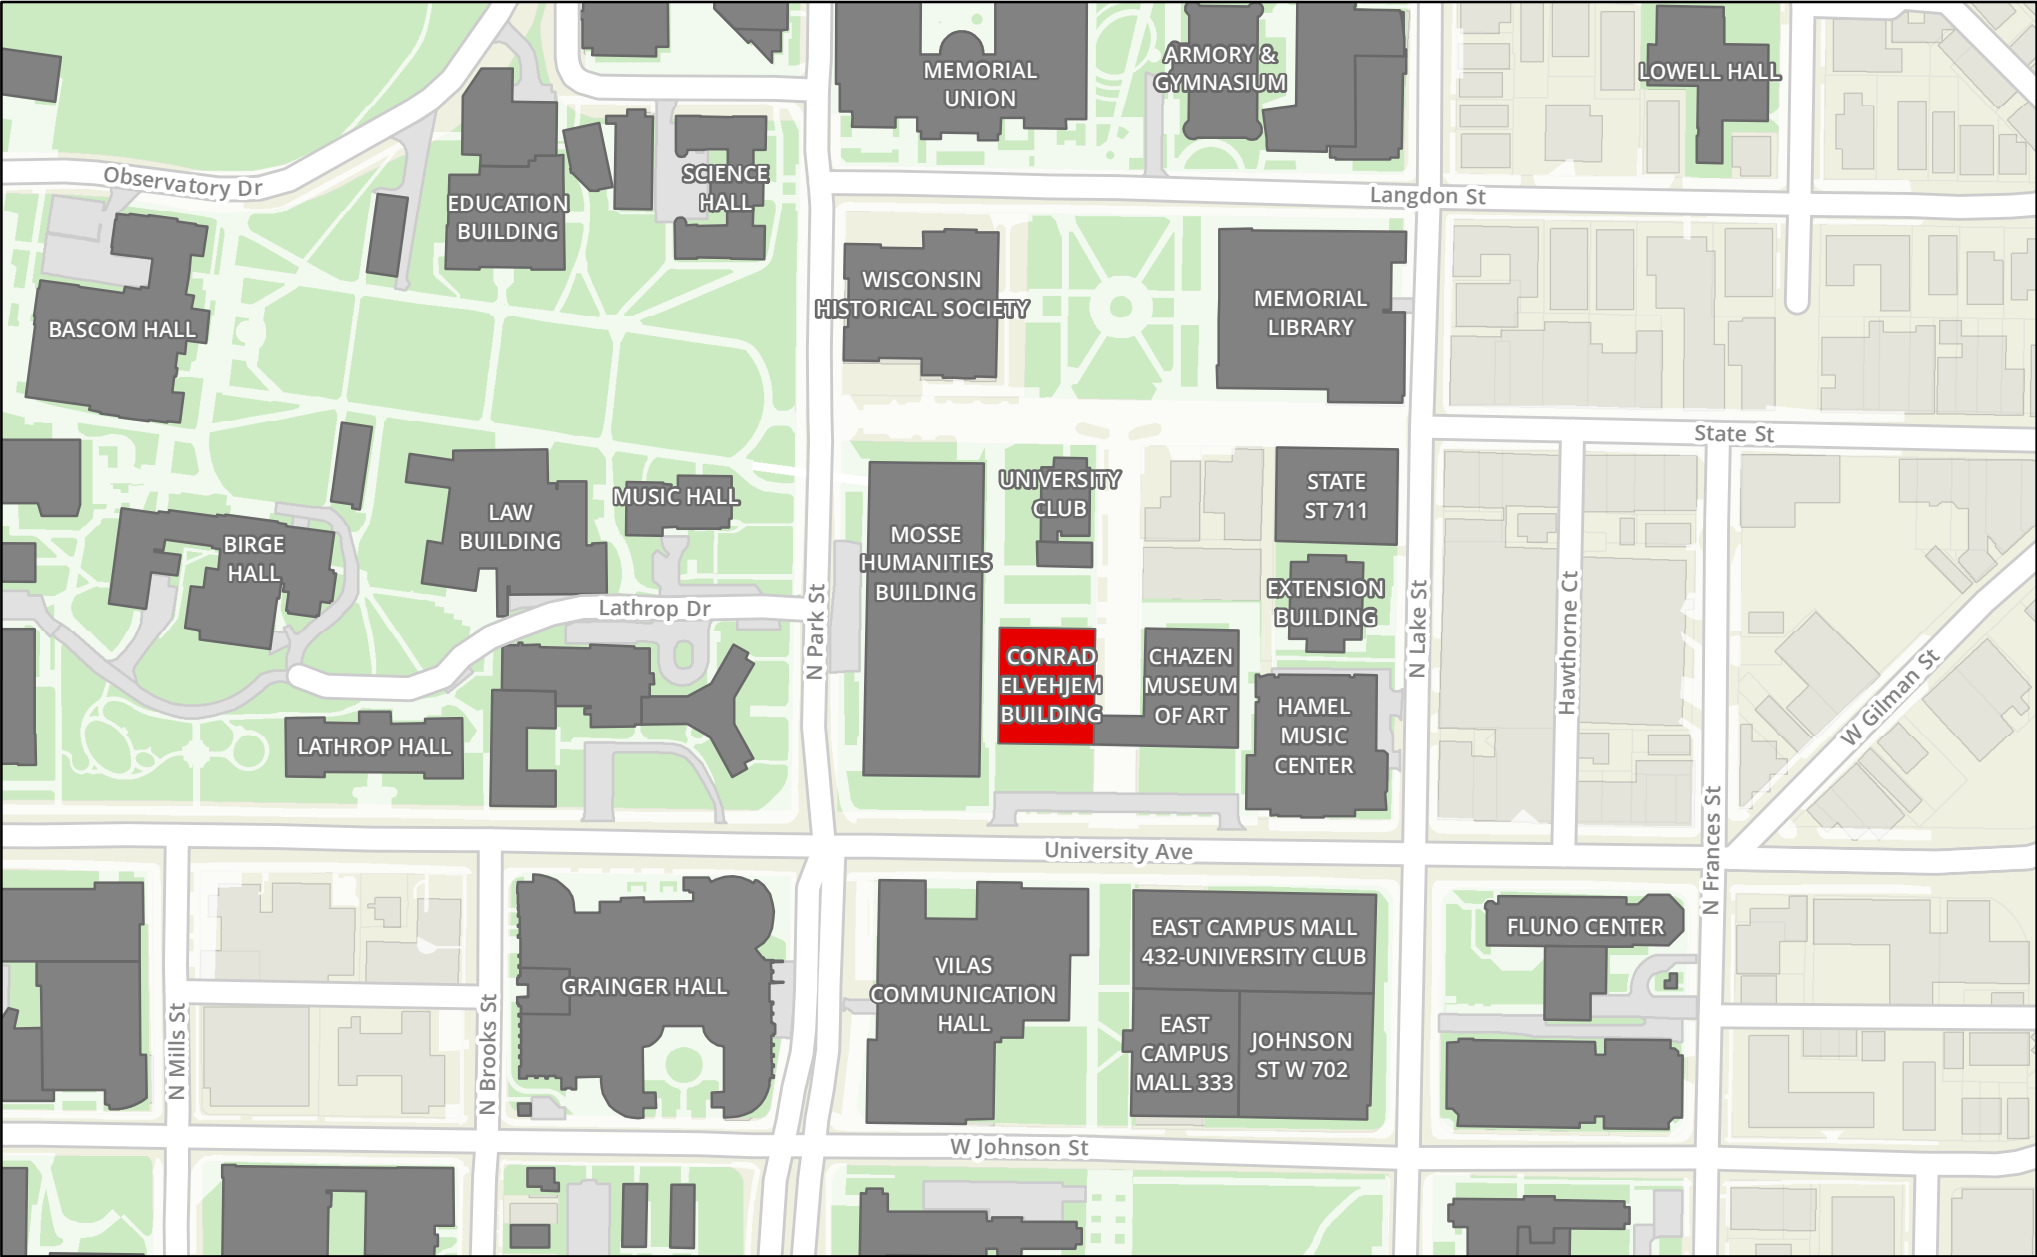 MEMORIAL
UNION
ARMORY &
GYMNASIUM
LOWELL HALL
Observatory Dr
EDUCATION
BUILDING
SCIENCE
HALL
Langdon St
BASCOM HALL
WISCONSIN
HISTORICAL SOCIETY
MEMORIAL
LIBRARY
State St
LAW
BUILDING
MUSIC HALL
UNIVERSITY
CLUB
STATE
ST 711
BIRGE
HALL
MOSSE
HUMANITIES
BUILDING
Lathrop Dr
N Park St
EXTENSION
BUILDING
N Lake St
Hawthorne Ct
CONRAD
ELVEHJEM
BUILDING
CHAZEN
MUSEUM
OF ART
HAMEL
MUSIC
CENTER
W Gilman St
LATHROP HALL
University Ave
N Frances St
GRAINGER HALL
VILAS
COMMUNICATION
HALL
EAST CAMPUS MALL
432-UNIVERSITY CLUB
FLUNO CENTER
N Mills St
N Brooks St
EAST
CAMPUS
MALL 333
JOHNSON
ST W 702
W Johnson St